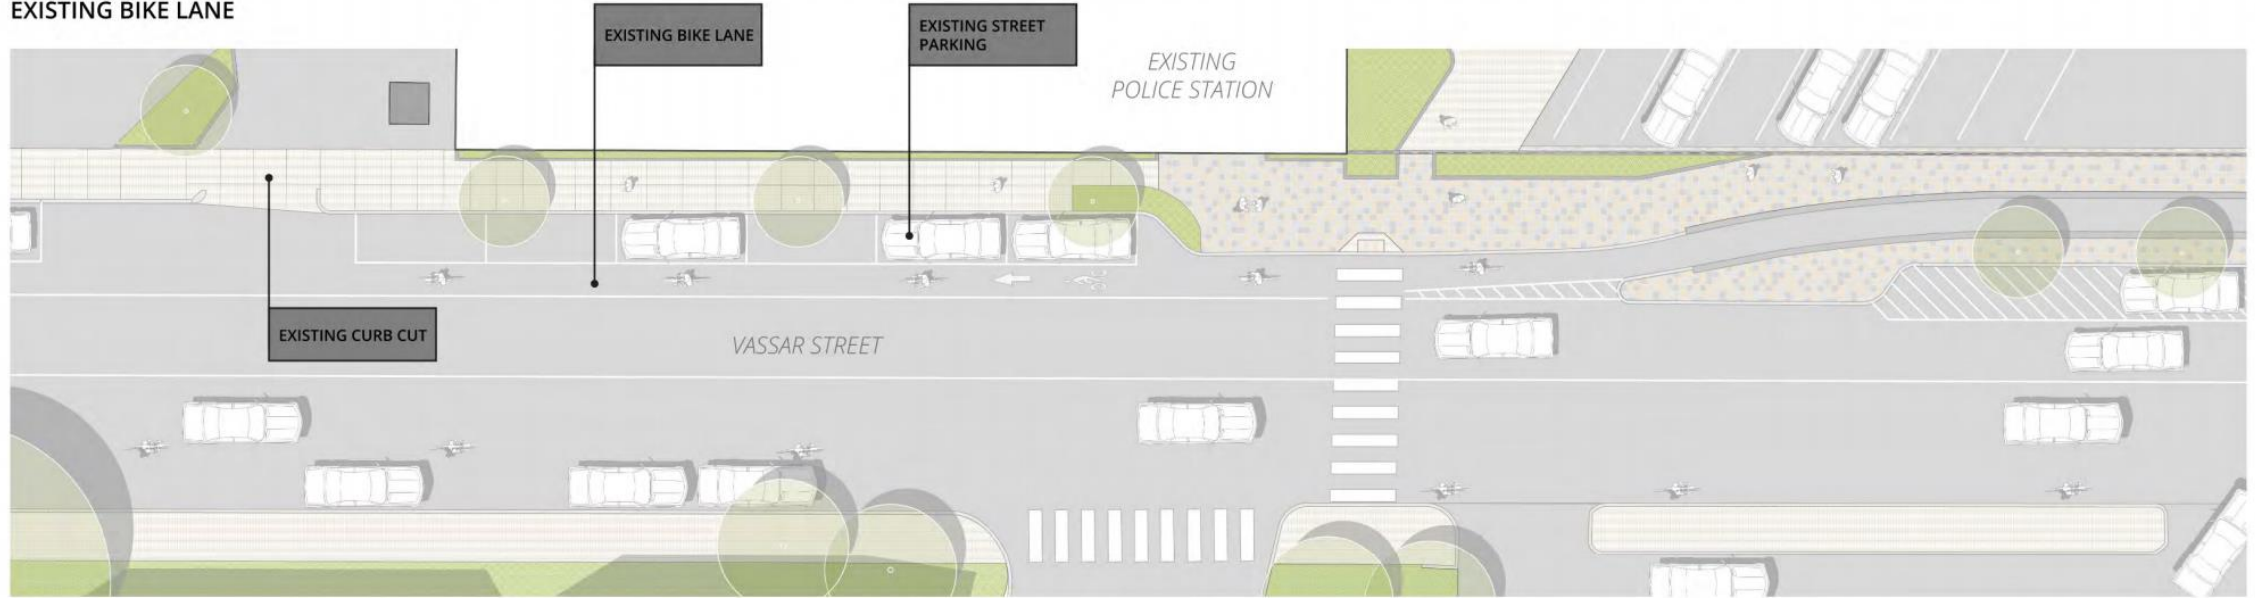 EXISTING BIKE LANE
EXISTING BIKE LANE
EXISTING STREET
PARKING
EXISTING
POLICE STATION
EXISTING CURB CUT
VASSAR STREET